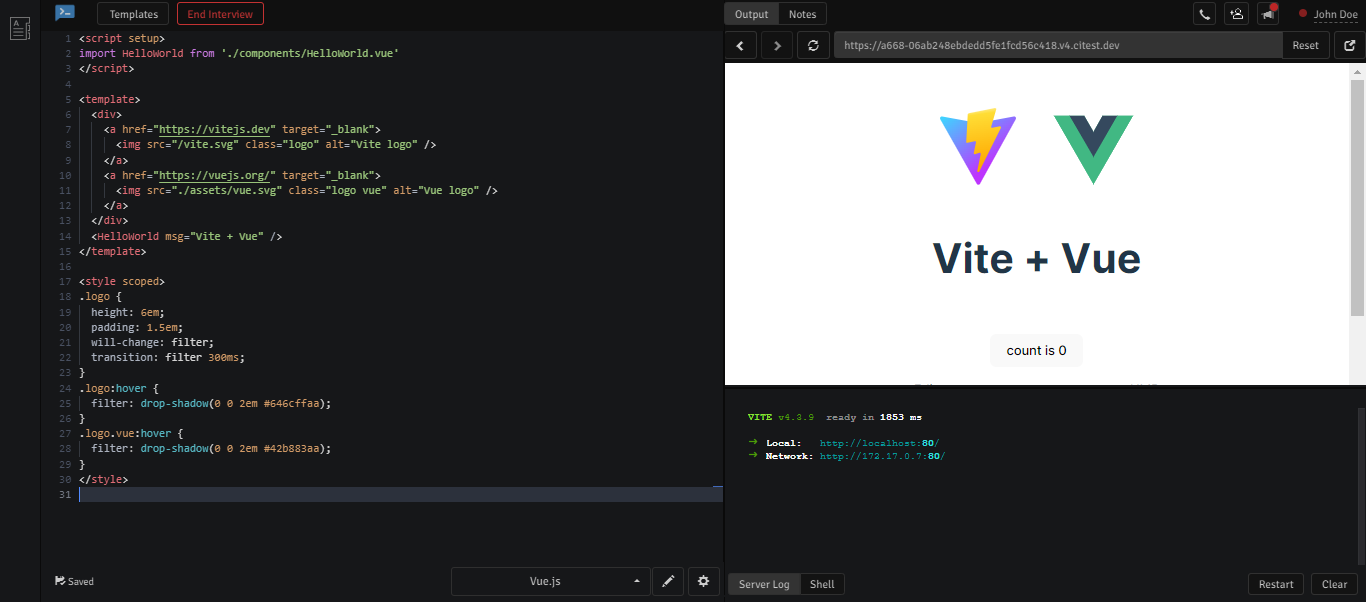 Templates
End Interview
Output
Notes
John Doe
https://a668-06ab248ebdedd5fe1fcd56c418.v4.citest.dev
Reset
1 <script setup>
2 import HelloWorld from './components/HelloWorld.vue'
3 </script>
4
5 <template>
6 <div>
7 <a href="https://vitejs.dev" target="_blank">
8 <img src="/vite.svg" class="logo" alt="Vite logo" />
9 </a>
10 <a href="https://vuejs.org/" target="_blank">
11 <img src="./assets/vue.svg" class="logo vue" alt="Vue logo" />
12 </a>
13 </div>
14 <HelloWorld msg="Vite + Vue" />
15 </template>
16
17 <style scoped>
18 .logo {
19 height: 6em;
20 padding: 1.5em;
21 will-change: filter;
22 transition: filter 300ms;
23 }
24 .logo:hover {
25 filter: drop-shadow(0 0 2em #646cffaa);
26 }
27 .logo.vue:hover {
28 filter: drop-shadow(0 0 2em #42b883aa);
29 }
30 </style>
31
Saved
Vue.js
Vite + Vue
count is 0
VITE v4.3.9 ready in 1853 ms
➜ Local: http://localhost:80/
➜ Network: http://172.17.0.7:80/
Server Log
Shell
Restart
Clear